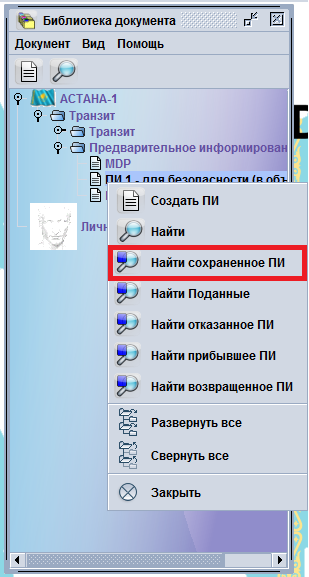 Библиотека документа
Документ Вид Помощь
АСТАНА-1
Транзит
Транзит
Предварительное информирован
MDP
ПИ 1 - для безопасности (в объ
Личн
Создать ПИ
Найти
Найти сохраненное ПИ
Найти Поданные
Найти отказанное ПИ
Найти прибывшее ПИ
Найти возвращенное ПИ
Развернуть все
Свернуть все
Закрыть